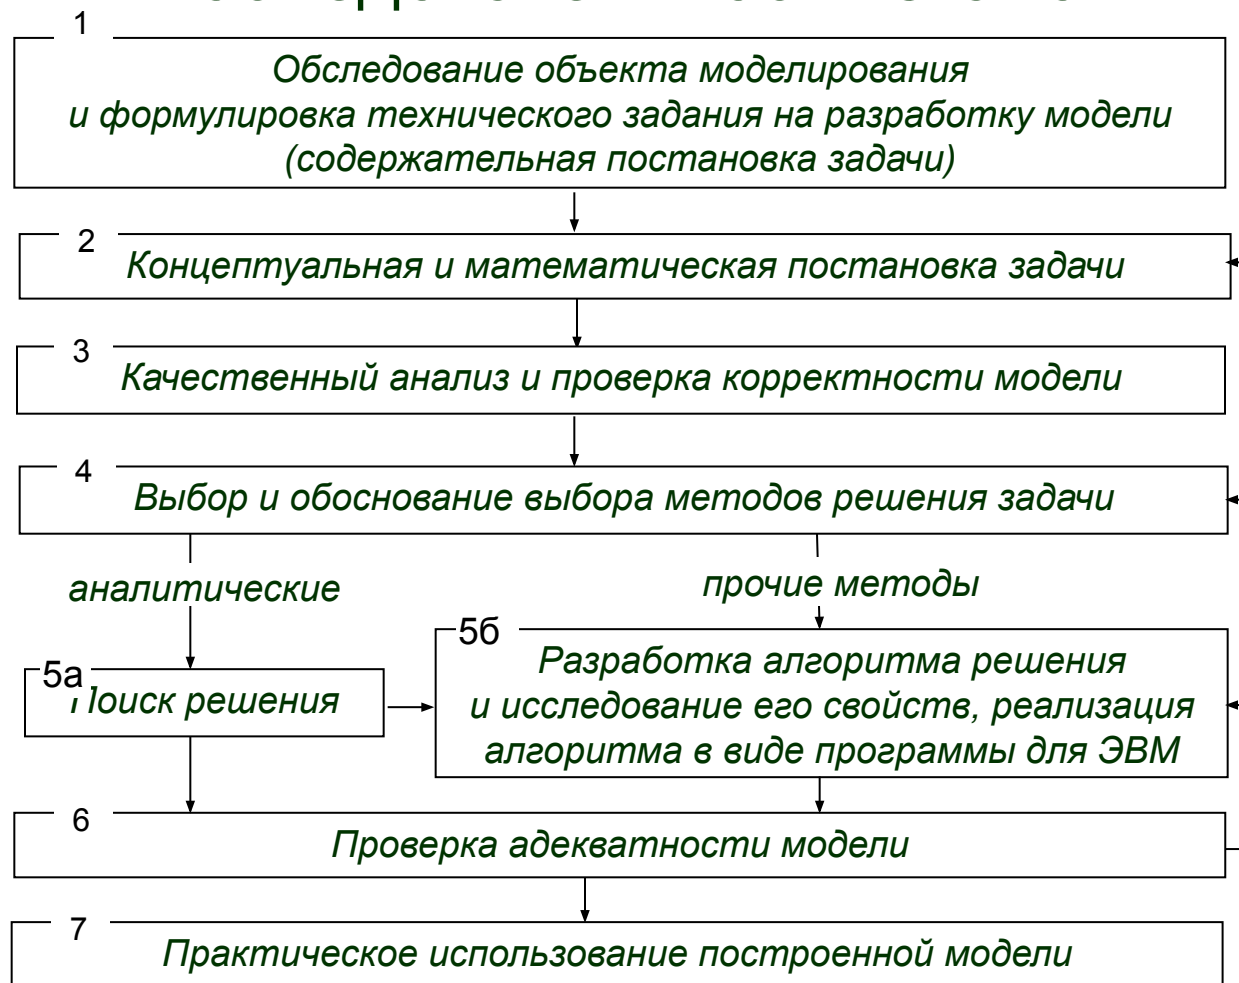 1
Обследование объекта моделирования
и формулировка технического задания на разработку модели
(содержательная постановка задачи)
2
Концептуальная и математическая постановка задачи
3
Качественный анализ и проверка корректности модели
4
Выбор и обоснование выбора методов решения задачи
аналитические
прочие методы
5а
Поиск решения
5б
Разработка алгоритма решения
и исследование его свойств, реализация
алгоритма в виде программы для ЭВМ
6
Проверка адекватности модели
7
Практическое использование построенной модели